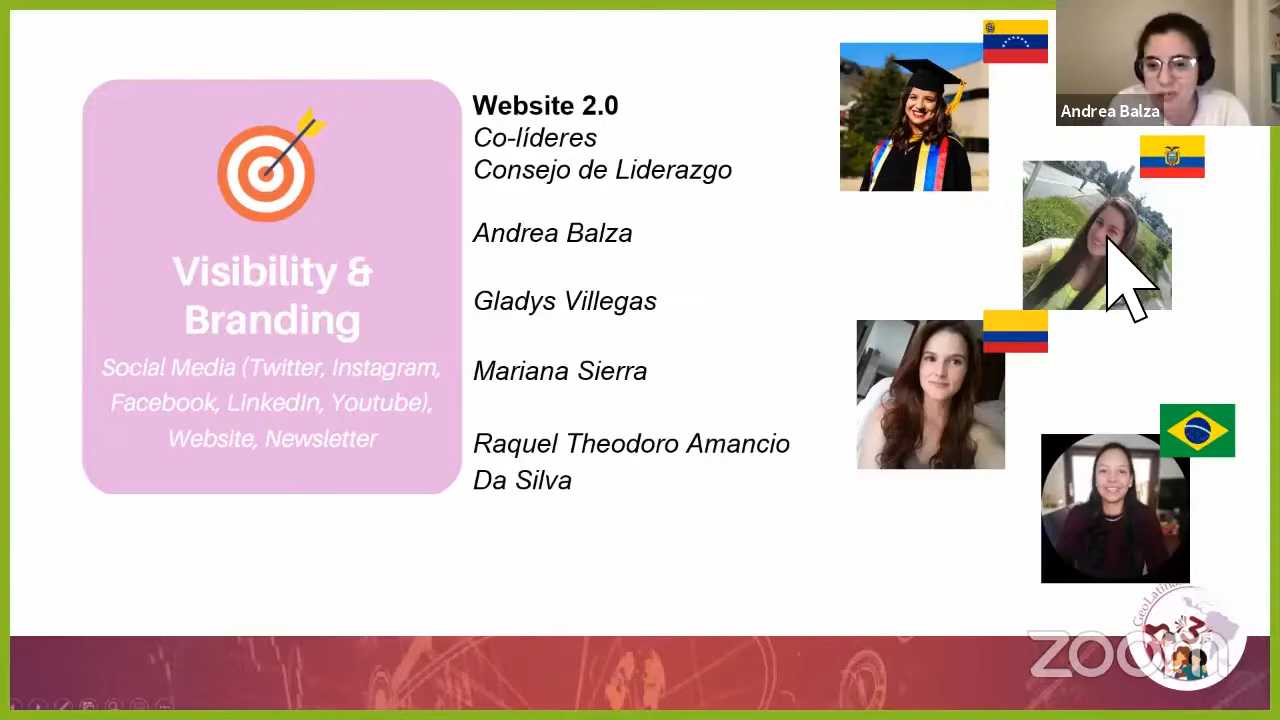 Website 2.0
Co-líderes
Consejo de Liderazgo
Andrea Balza
Gladys Villegas
Mariana Sierra
Raquel Theodoro Amancio
Da Silva
Visibility &
Branding
Social Media (Twitter, Instagram,
Facebook, LinkedIn, Youtube),
Website, Newsletter
Andrea Balza
zoom